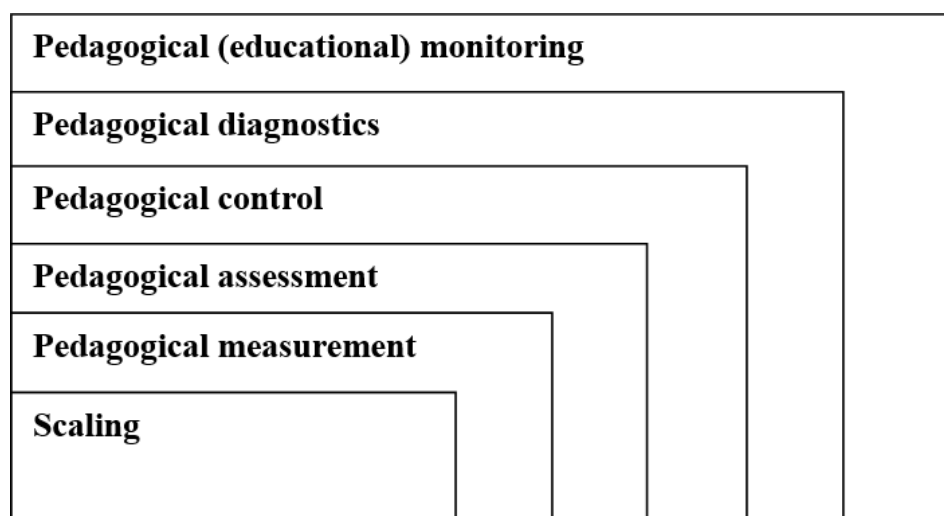 Pedagogical (educational) monitoring
Pedagogical diagnostics
Pedagogical control
Pedagogical assessment
Pedagogical measurement
Scaling